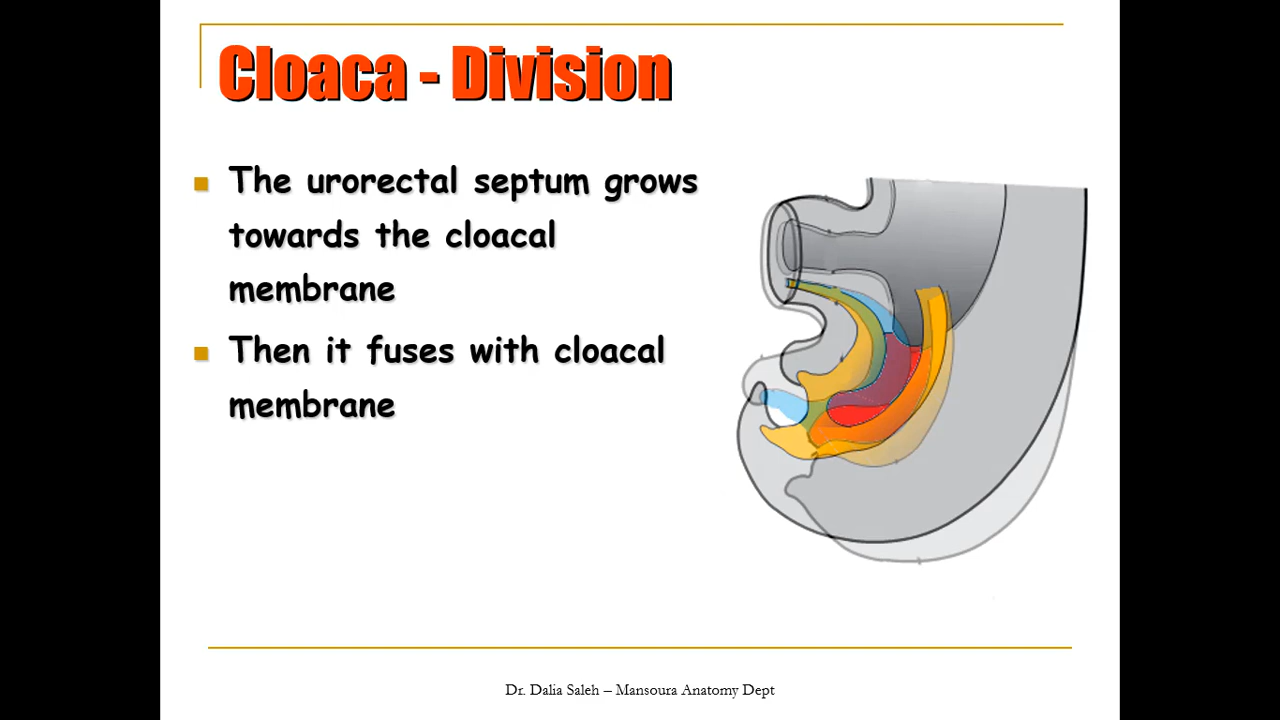 Cloaca - Division
The urorectal septum grows
towards the cloacal
membrane
Then it fuses with cloacal
membrane
Dr. Dalia Saleh – Mansoura Anatomy Dept